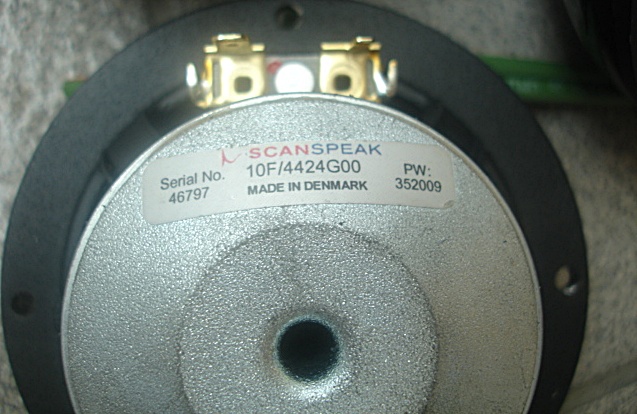 SCANSPEAK
Serial No. 10F/4424G00 PW:
46797 MADE IN DENMARK 352009